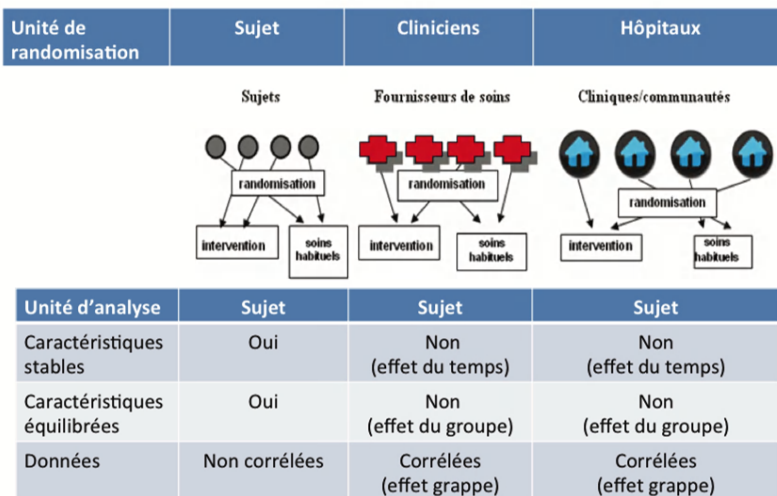 Unité de randomisation Sujet Cliniciens Hôpitaux
Sujets Fournisseurs de soins Cliniques/communautés
randomisation randomisation randomisation
intervention soins habituels intervention soins habituels intervention soins habituels
Unité d'analyse Sujet Sujet Sujet
Caractéristiques stables Oui Non (effet du temps) Non (effet du temps)
Caractéristiques équilibrées Oui Non (effet du groupe) Non (effet du groupe)
Données Non corrélées Corrélées (effet grappe) Corrélées (effet grappe)